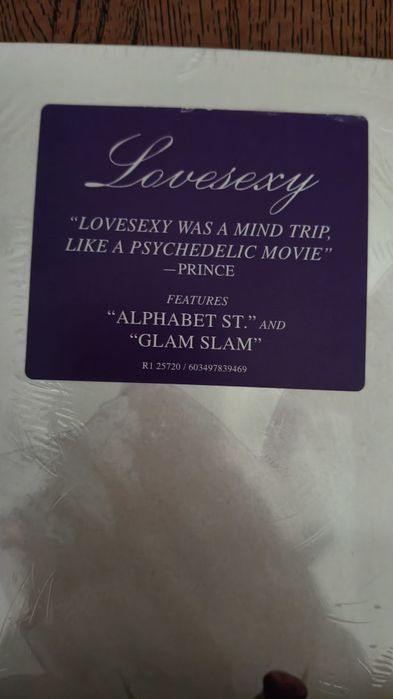 Lovesexy
“LOVESEXY WAS A MIND TRIP,
LIKE A PSYCHEDELIC MOVIE”
—PRINCE
FEATURES
“ALPHABET ST.” AND
“GLAM SLAM”
R1 25720 / 603497839469